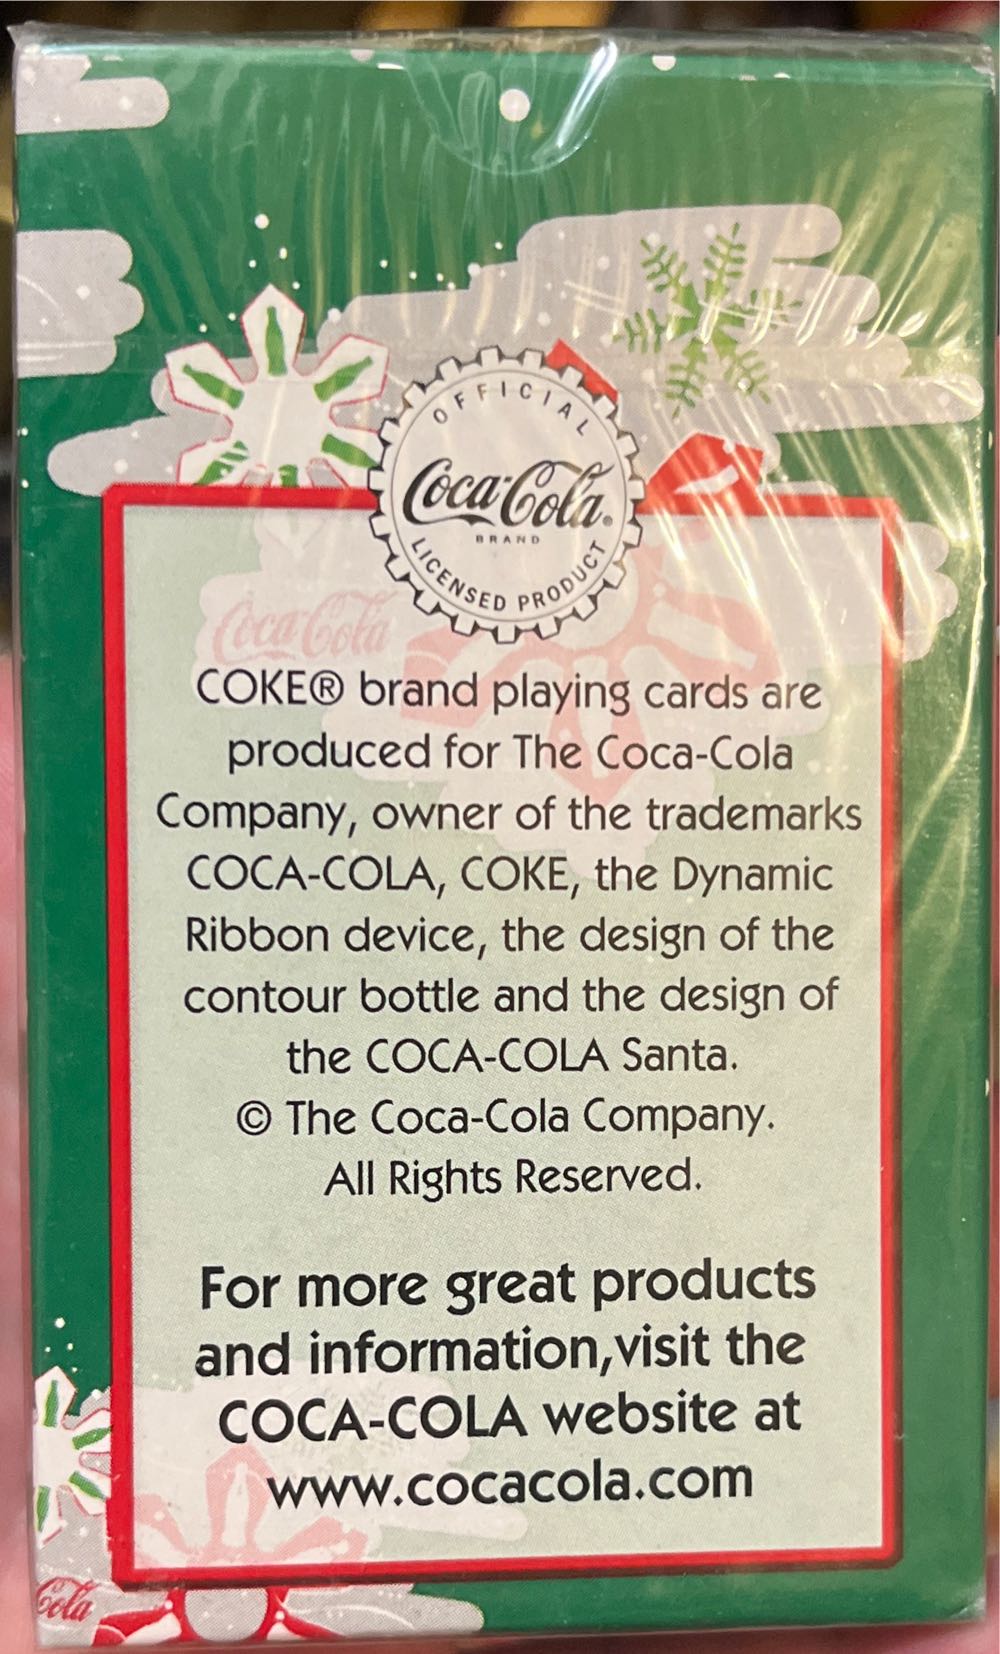 OFFICIAL
Coca-Cola®
BRAND
LICENSED PRODUCT
Coca-Cola
COKE® brand playing cards are
produced for The Coca-Cola
Company, owner of the trademarks
COCA-COLA, COKE, the Dynamic
Ribbon device, the design of the
contour bottle and the design of
the COCA-COLA Santa.
© The Coca-Cola Company.
All Rights Reserved.
For more great products
and information,visit the
COCA-COLA website at
www.cocacola.com
Cola